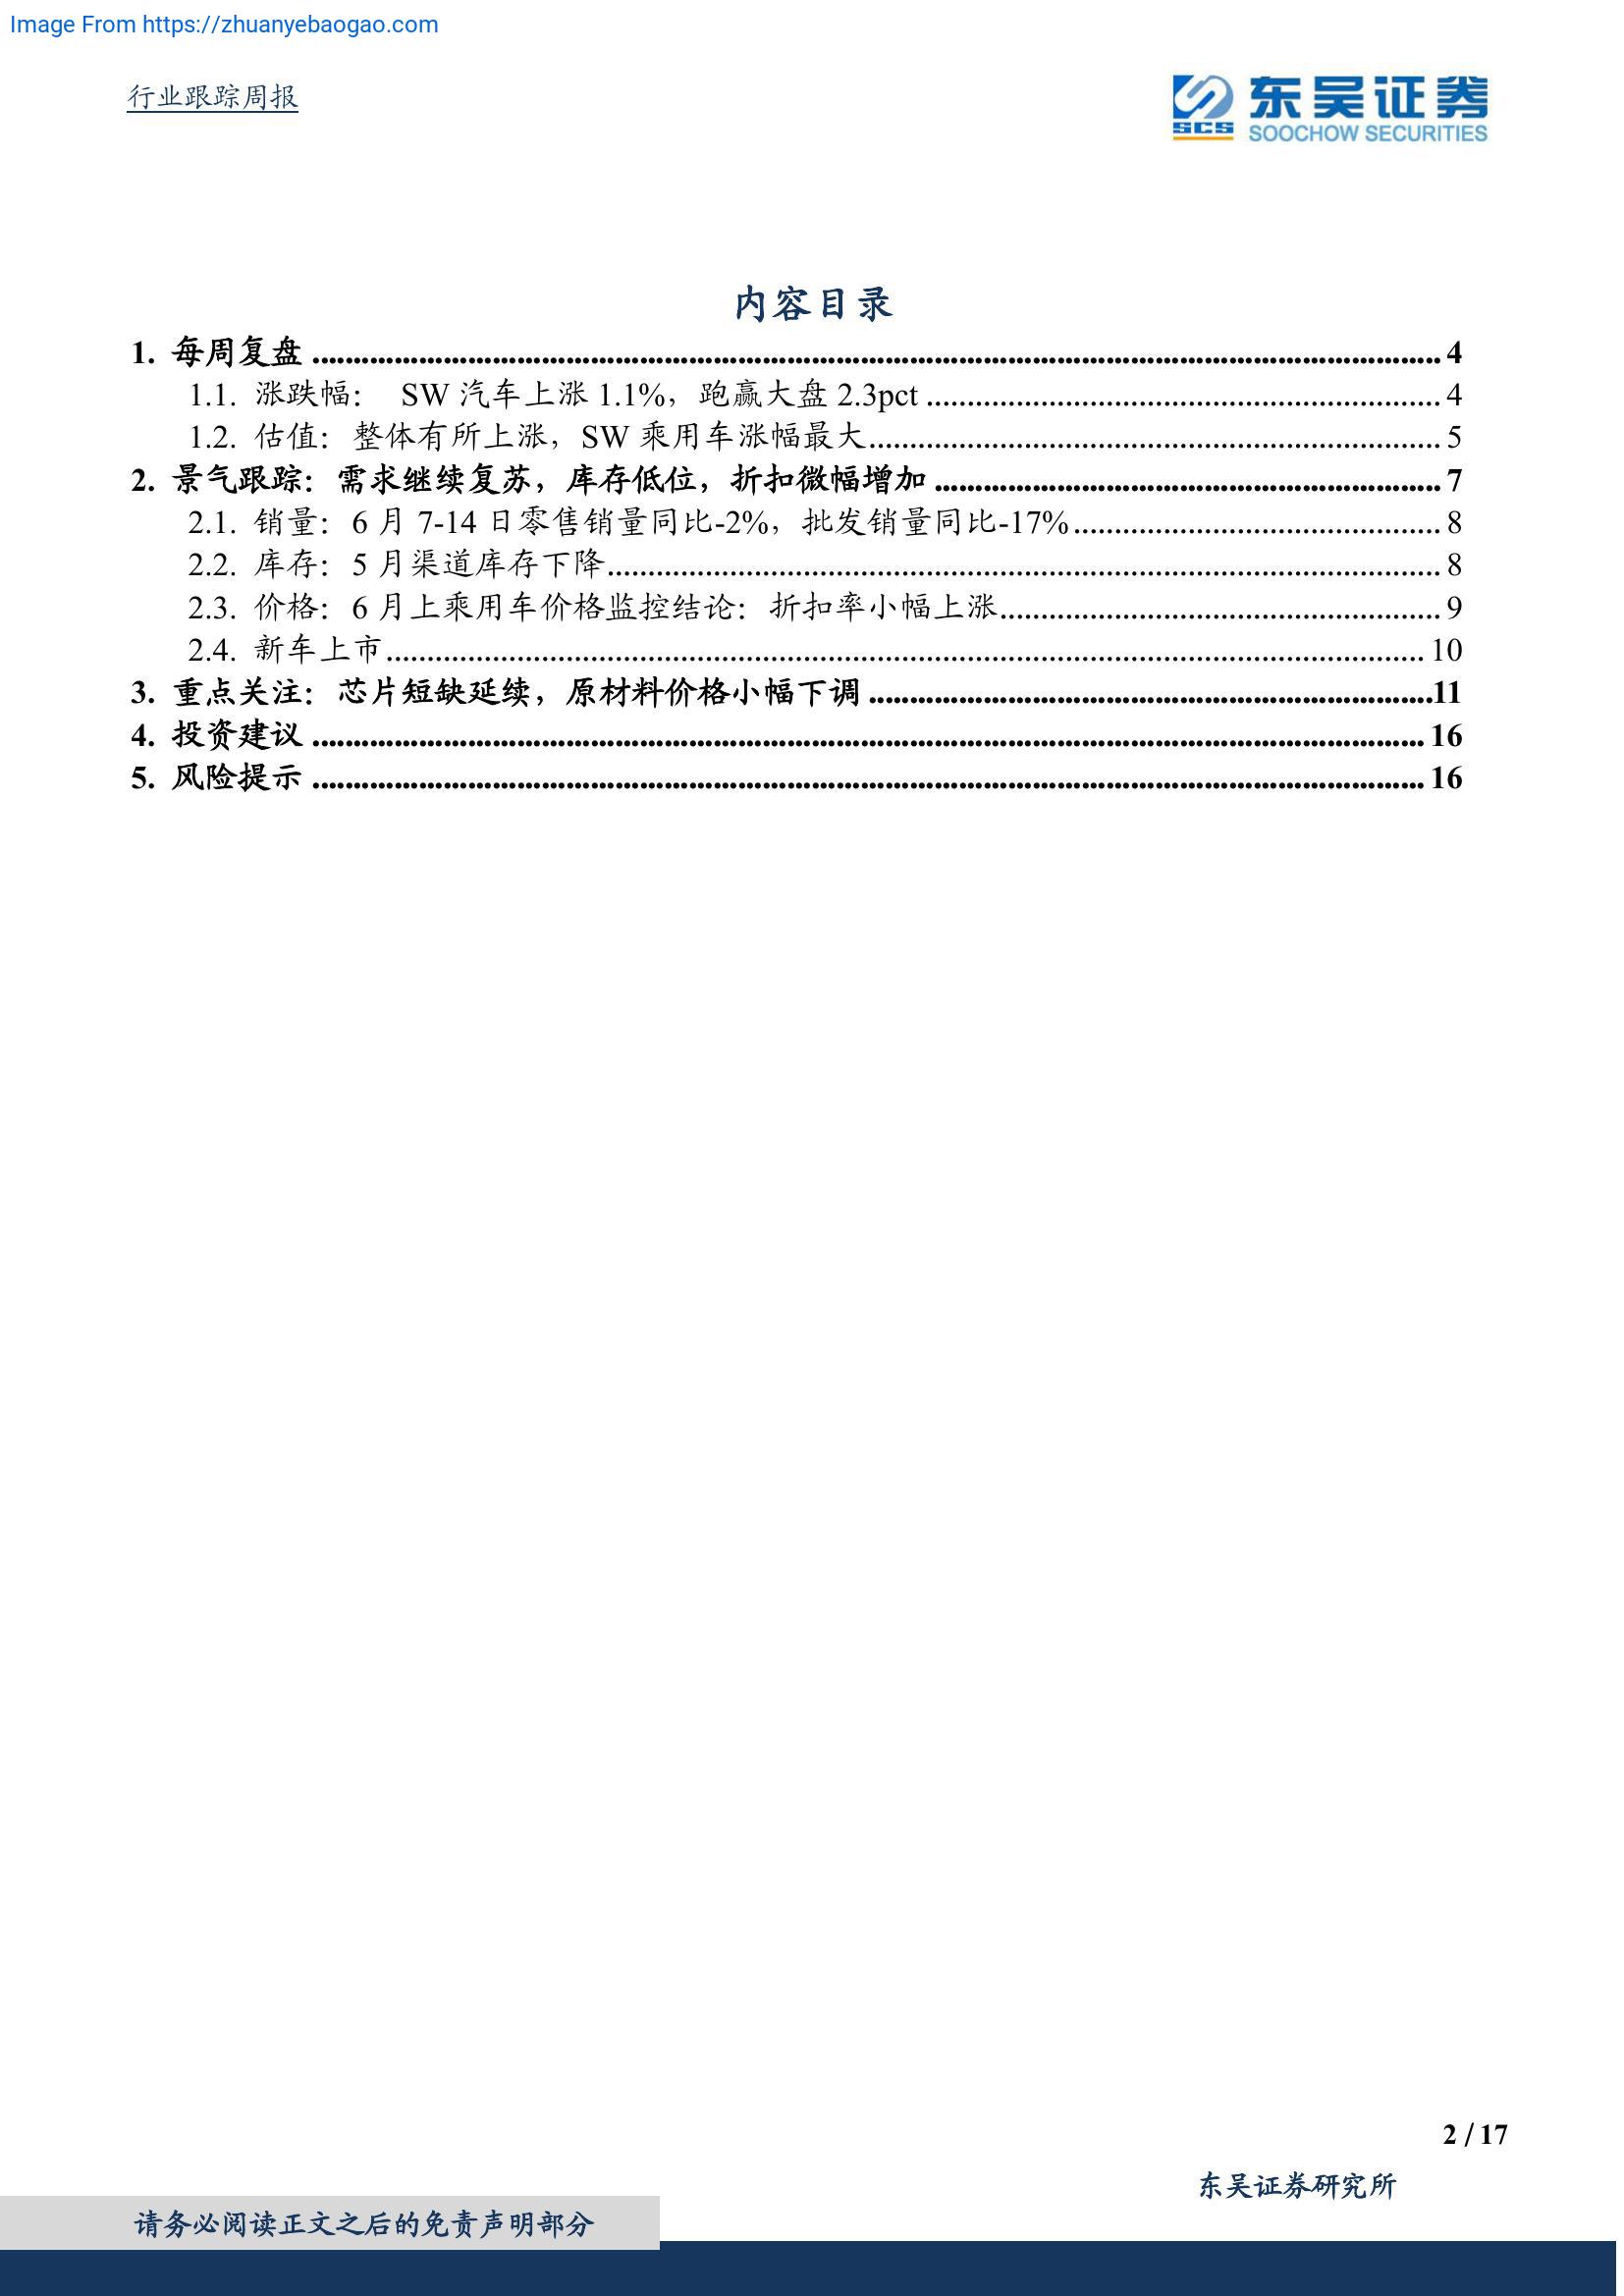 Image From https://zhuanyebaogao.com
行业跟踪周报
东吴证券
SCS
SOOCHOW SECURITIES
内容目录
1. 每周复盘 ........................................ 4
1.1. 涨跌幅： SW 汽车上涨 1.1%，跑赢大盘 2.3pct ........................................ 4
1.2. 估值：整体有所上涨，SW 乘用车涨幅最大........................................ 5
2. 景气跟踪：需求继续复苏，库存低位，折扣微幅增加 ........................................ 7
2.1. 销量：6 月 7-14 日零售销量同比-2%，批发销量同比-17%........................................ 8
2.2. 库存：5 月渠道库存下降........................................ 8
2.3. 价格：6 月上乘用车价格监控结论：折扣率小幅上涨........................................ 9
2.4. 新车上市........................................ 10
3. 重点关注：芯片短缺延续，原材料价格小幅下调 ........................................11
4. 投资建议 ........................................ 16
5. 风险提示 ........................................ 16
2 / 17
东吴证券研究所
请务必阅读正文之后的免责声明部分